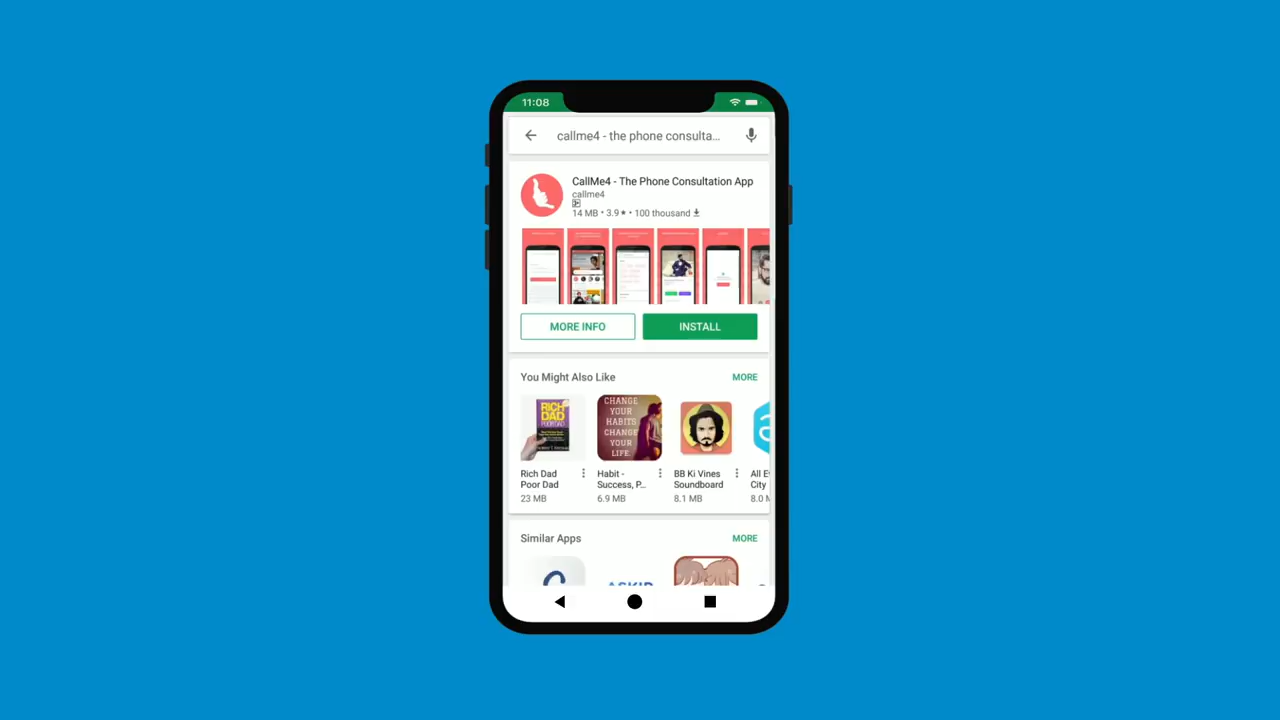 11:08
callme4 - the phone consulta...
CallMe4 - The Phone Consultation App
callme4
3+
14 MB • 3.9 ★ • 100 thousand
MORE INFO
INSTALL
You Might Also Like
MORE
RICH
DAD
POOR DAD
CHANGE
YOUR
HABITS
CHANGE
YOUR
LIFE.
Rich Dad
Poor Dad
23 MB
Habit -
Success, P...
6.9 MB
BB Ki Vines
Soundboard
8.1 MB
All E
City
8.0 M
Similar Apps
MORE